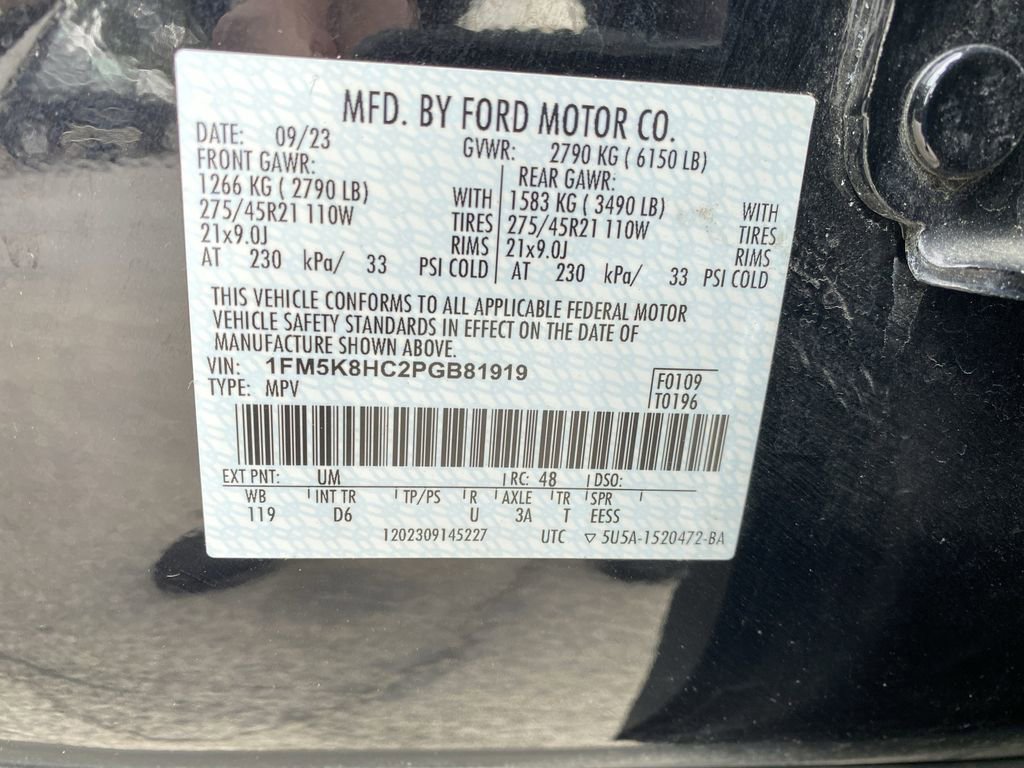 MFD. BY FORD MOTOR CO.
DATE: 09/23 GVWR: 2790 KG ( 6150 LB)
FRONT GAWR: REAR GAWR:
1266 KG ( 2790 LB) WITH 1583 KG ( 3490 LB) WITH
275/45R21 110W TIRES 275/45R21 110W TIRES
21x9.0J RIMS 21x9.0J RIMS
AT 230 kPa/ 33 PSI COLD AT 230 kPa/ 33 PSI COLD
THIS VEHICLE CONFORMS TO ALL APPLICABLE FEDERAL MOTOR
VEHICLE SAFETY STANDARDS IN EFFECT ON THE DATE OF
MANUFACTURE SHOWN ABOVE.
VIN: 1FM5K8HC2PGB81919
TYPE: MPV F0109
T0196
EXT PNT: UM RC: 48 DSO:
WB INT TR TP/PS R AXLE TR SPR
119 D6 U 3A T EESS
1202309145227 UTC ▽ 5U5A-1520472-BA